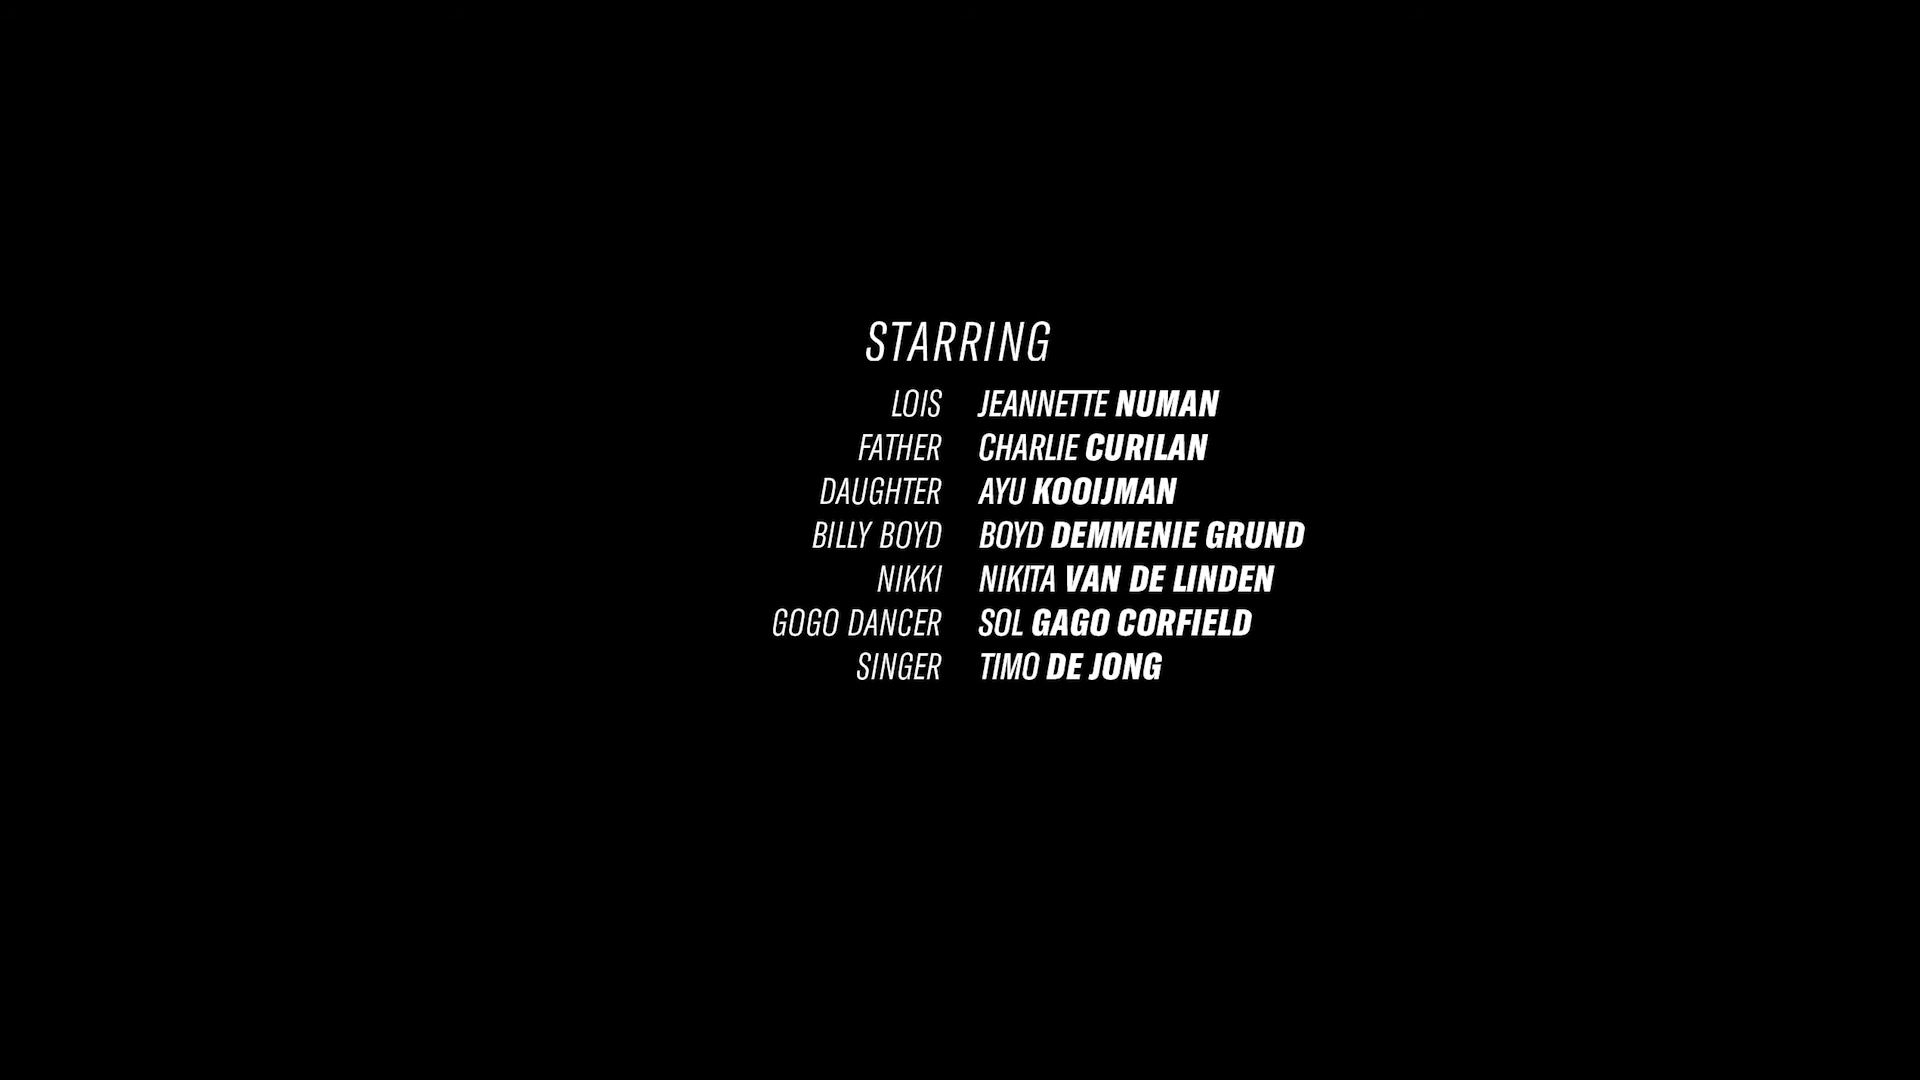 STARRING
LOIS JEANNETTE NUMAN
FATHER CHARLIE CURILAN
DAUGHTER AYU KOOIJMAN
BILLY BOYD BOYD DEMMENIE GRUND
NIKKI NIKITA VAN DE LINDEN
GOGO DANCER SOL GAGO CORFIELD
SINGER TIMO DE JONG